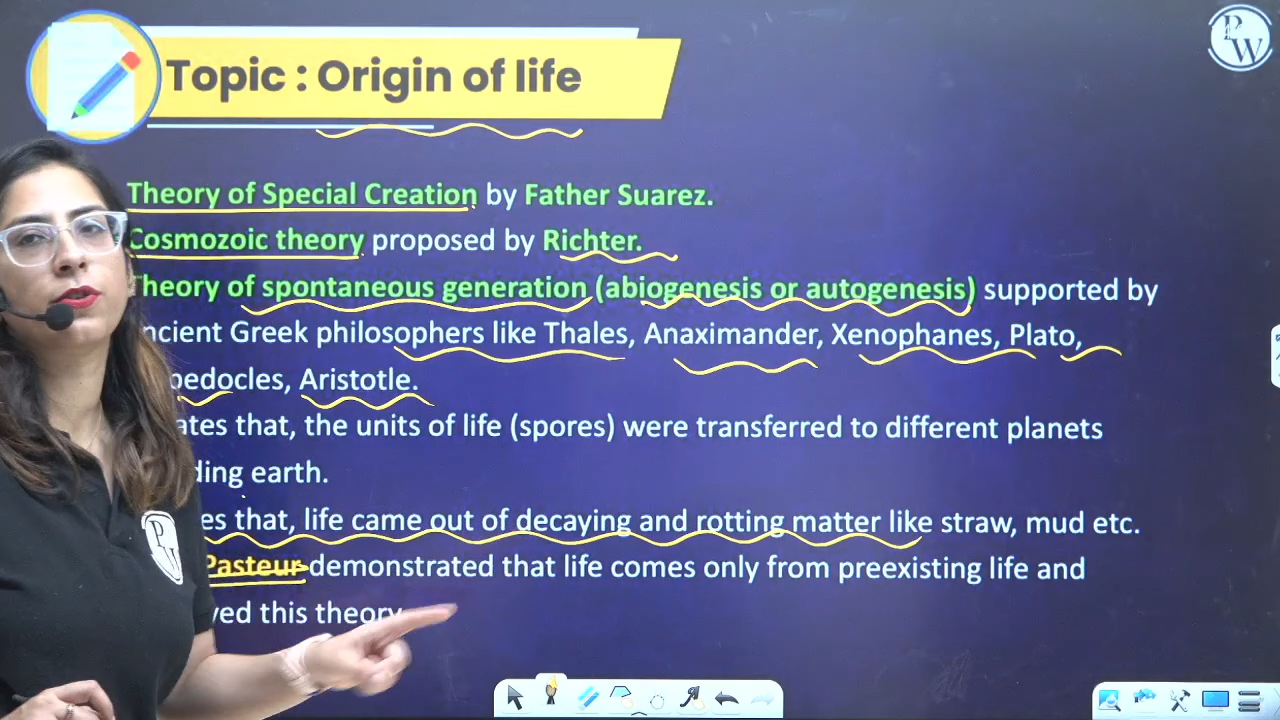 PW
Topic : Origin of life
Theory of Special Creation by Father Suarez.
Cosmozoic theory proposed by Richter.
Theory of spontaneous generation (abiogenesis or autogenesis) supported by
ncient Greek philosophers like Thales, Anaximander, Xenophanes, Plato,
pedocles, Aristotle.
ates that, the units of life (spores) were transferred to different planets
ding earth.
es that, life came out of decaying and rotting matter like straw, mud etc.
Pasteur demonstrated that life comes only from preexisting life and
ved this theory
PW